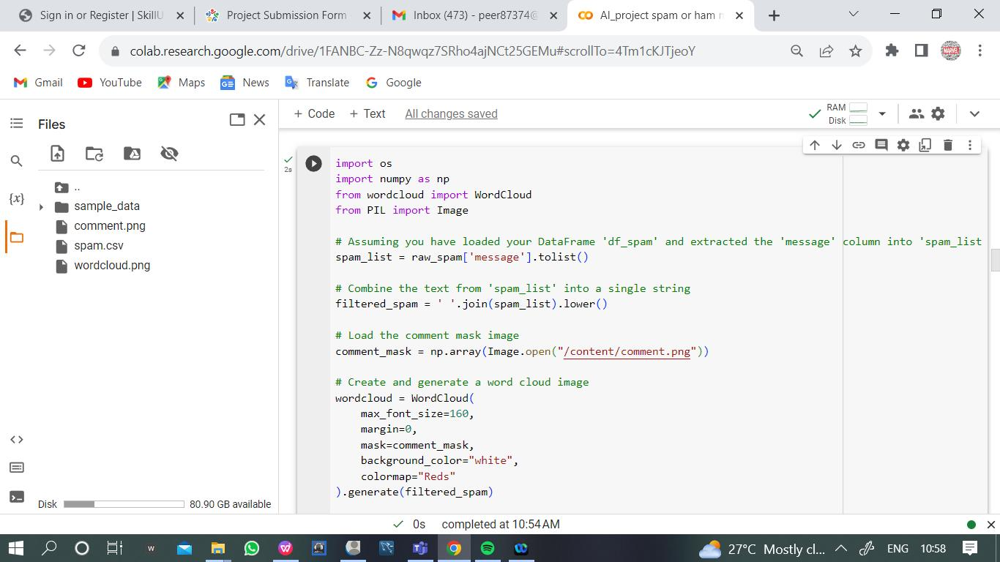 Sign in or Register | SkillU
Project Submission Form
Inbox (473) - peer87374@
AI_project spam or ham n
colab.research.google.com/drive/1FANBC-Zz-N8qwqz7SRho4ajNCt25GEMu#scrollTo=4Tm1cKJTjeoY
Gmail
YouTube
Maps
News
Translate
Google
Files
+ Code + Text All changes saved
RAM
Disk
..
sample_data
comment.png
spam.csv
wordcloud.png
{x}
Disk 80.90 GB available
2s
import os
import numpy as np
from wordcloud import WordCloud
from PIL import Image
# Assuming you have loaded your DataFrame 'df_spam' and extracted the 'message' column into 'spam_list
spam_list = raw_spam['message'].tolist()
# Combine the text from 'spam_list' into a single string
filtered_spam = ' '.join(spam_list).lower()
# Load the comment mask image
comment_mask = np.array(Image.open("/content/comment.png"))
# Create and generate a word cloud image
wordcloud = WordCloud(
max_font_size=160,
margin=0,
mask=comment_mask,
background_color="white",
colormap="Reds"
).generate(filtered_spam)
0s completed at 10:54 AM
27°C Mostly cl...
ENG
10:58